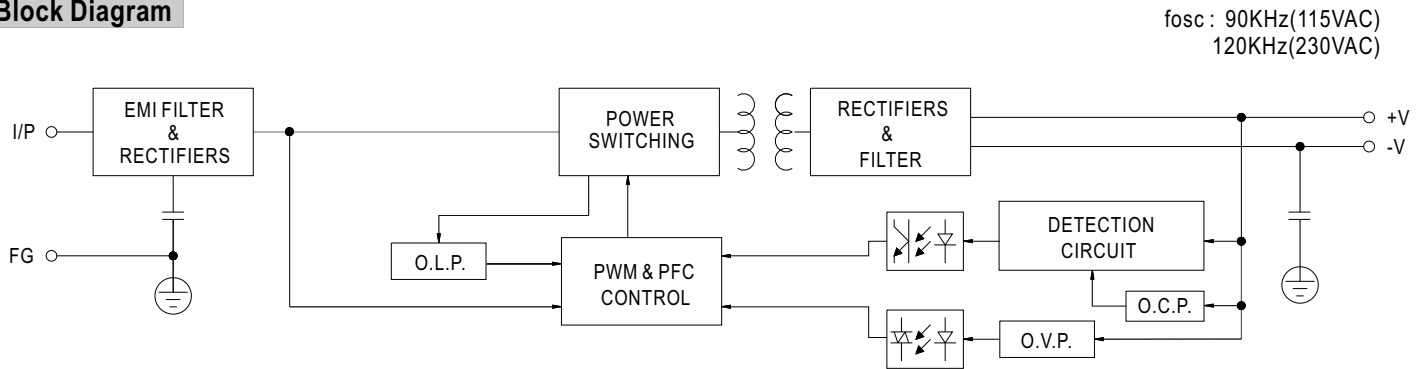 Block Diagram
fosc : 90KHz(115VAC)
120KHz(230VAC)
I/P
EMI FILTER
&
RECTIFIERS
POWER
SWITCHING
RECTIFIERS
&
FILTER
+V
-V
FG
O.L.P.
PWM & PFC
CONTROL
DETECTION
CIRCUIT
O.C.P.
O.V.P.